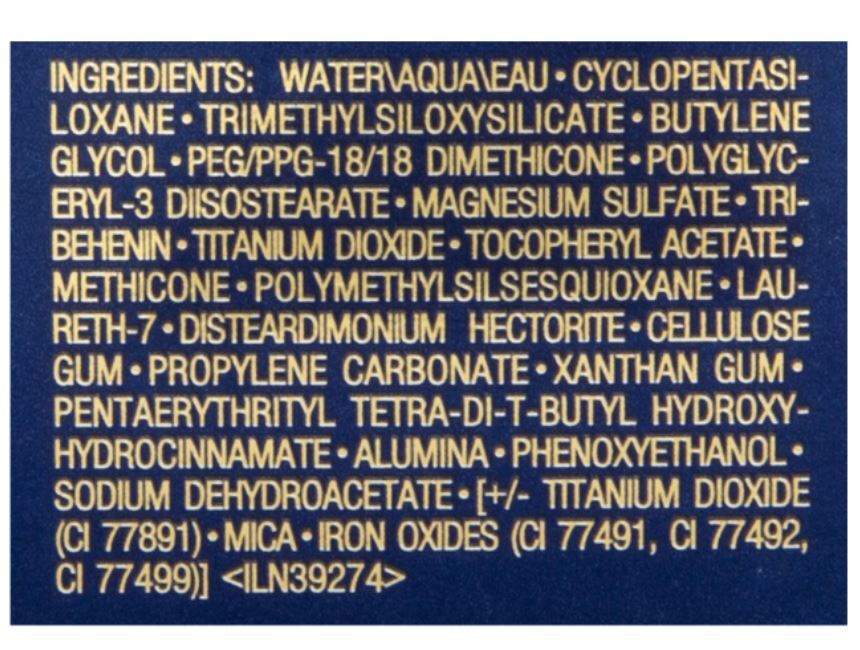 INGREDIENTS: WATER\AQUA\EAU • CYCLOPENTASI-
LOXANE • TRIMETHYLSILOXYSILICATE • BUTYLENE
GLYCOL • PEG/PPG-18/18 DIMETHICONE • POLYGLYC-
ERYL-3 DIISOSTEARATE • MAGNESIUM SULFATE • TRI-
BEHENIN • TITANIUM DIOXIDE • TOCOPHERYL ACETATE •
METHICONE • POLYMETHYLSILSESQUIOXANE • LAU-
RETH-7 • DISTEARDIMONIUM HECTORITE • CELLULOSE
GUM • PROPYLENE CARBONATE • XANTHAN GUM •
PENTAERYTHRITYL TETRA-DI-T-BUTYL HYDROXY-
HYDROCINNAMATE • ALUMINA • PHENOXYETHANOL •
SODIUM DEHYDROACETATE • [+/- TITANIUM DIOXIDE
(CI 77891) • MICA • IRON OXIDES (CI 77491, CI 77492,
CI 77499)] <ILN39274>